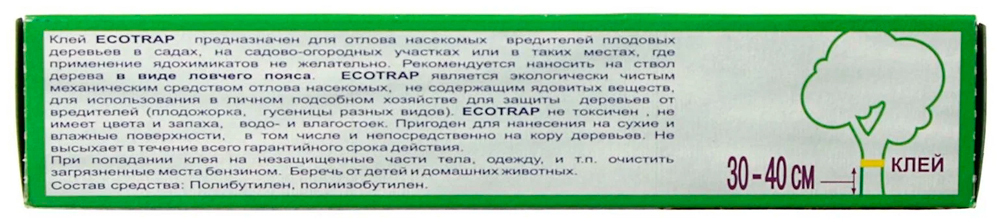 Клей ECOTRAP предназначен для отлова насекомых вредителей плодовых
деревьев в садах, на садово-огородных участках или в таких местах, где
применение ядохимикатов не желательно. Рекомендуется наносить на ствол
дерева в виде ловчего пояса. ECOTRAP является экологически чистым
механическим средством отлова насекомых, не содержащим ядовитых веществ,
для использования в личном подсобном хозяйстве для защиты деревьев от
вредителей (плодожорка, гусеницы разных видов). ECOTRAP не токсичен , не
имеет цвета и запаха, водо- и влагостоек. Пригоден для нанесения на сухие и
влажные поверхности, в том числе и непосредственно на кору деревьев. Не
высыхает в течение всего гарантийного срока действия.
При попадании клея на незащищенные части тела, одежду, и т.п. очистить
загрязненные места бензином. Беречь от детей и домашних животных.
Состав средства: Полибутилен, полиизобутилен.
30-40 СМ
КЛЕЙ